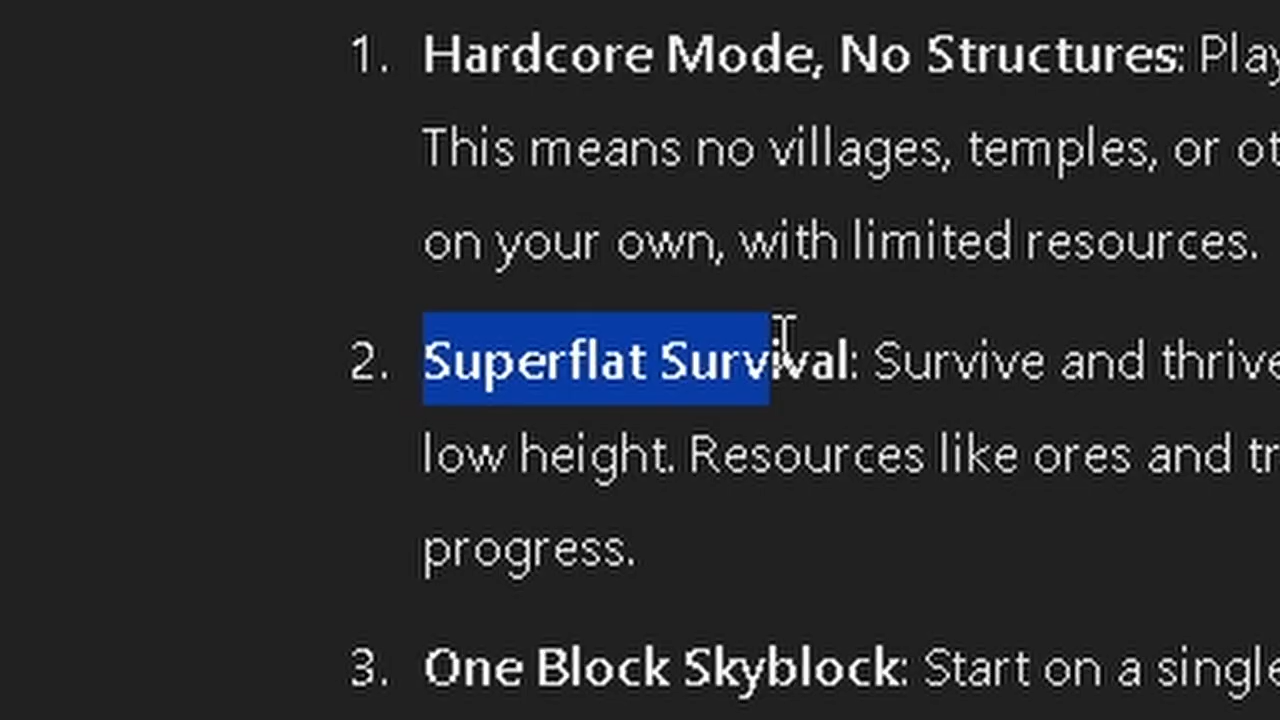 1. Hardcore Mode, No Structures: Play
This means no villages, temples, or ot
on your own, with limited resources.
2. Superflat Survival: Survive and thrive
low height. Resources like ores and tr
progress.
3. One Block Skyblock: Start on a single